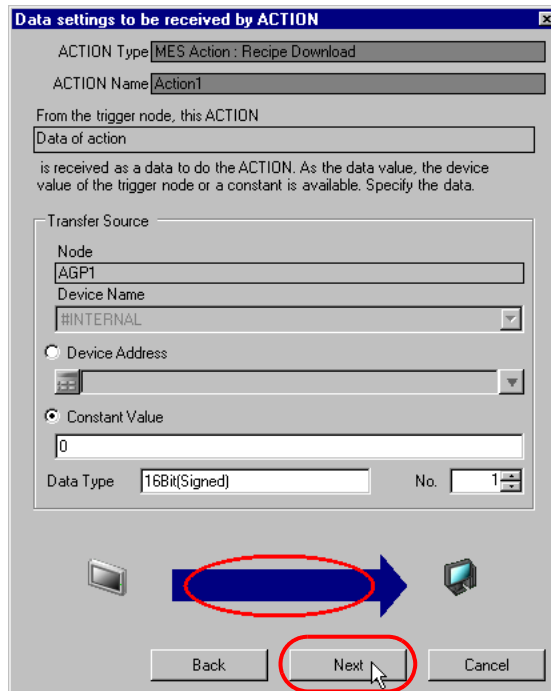 Data settings to be received by ACTION
ACTION Type MES Action : Recipe Download
ACTION Name Action1
From the trigger node, this ACTION
Data of action
is received as a data to do the ACTION. As the data value, the device
value of the trigger node or a constant is available. Specify the data.
Transfer Source
Node
AGP1
Device Name
#INTERNAL
Device Address
Constant Value
0
Data Type 16Bit(Signed) No. 1
Back Next Cancel